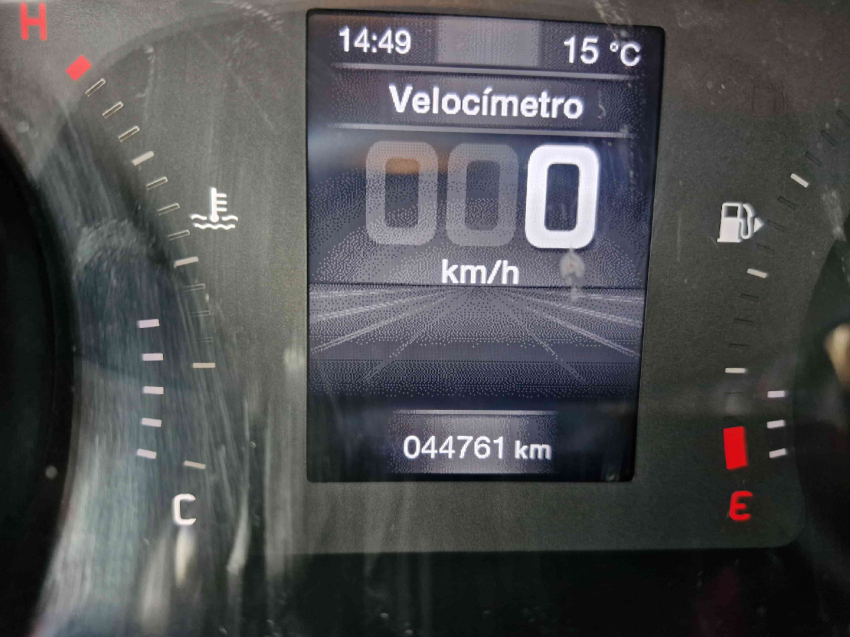 H
14:49 15 °C
Velocímetro
000
km/h
044761 km
C
E